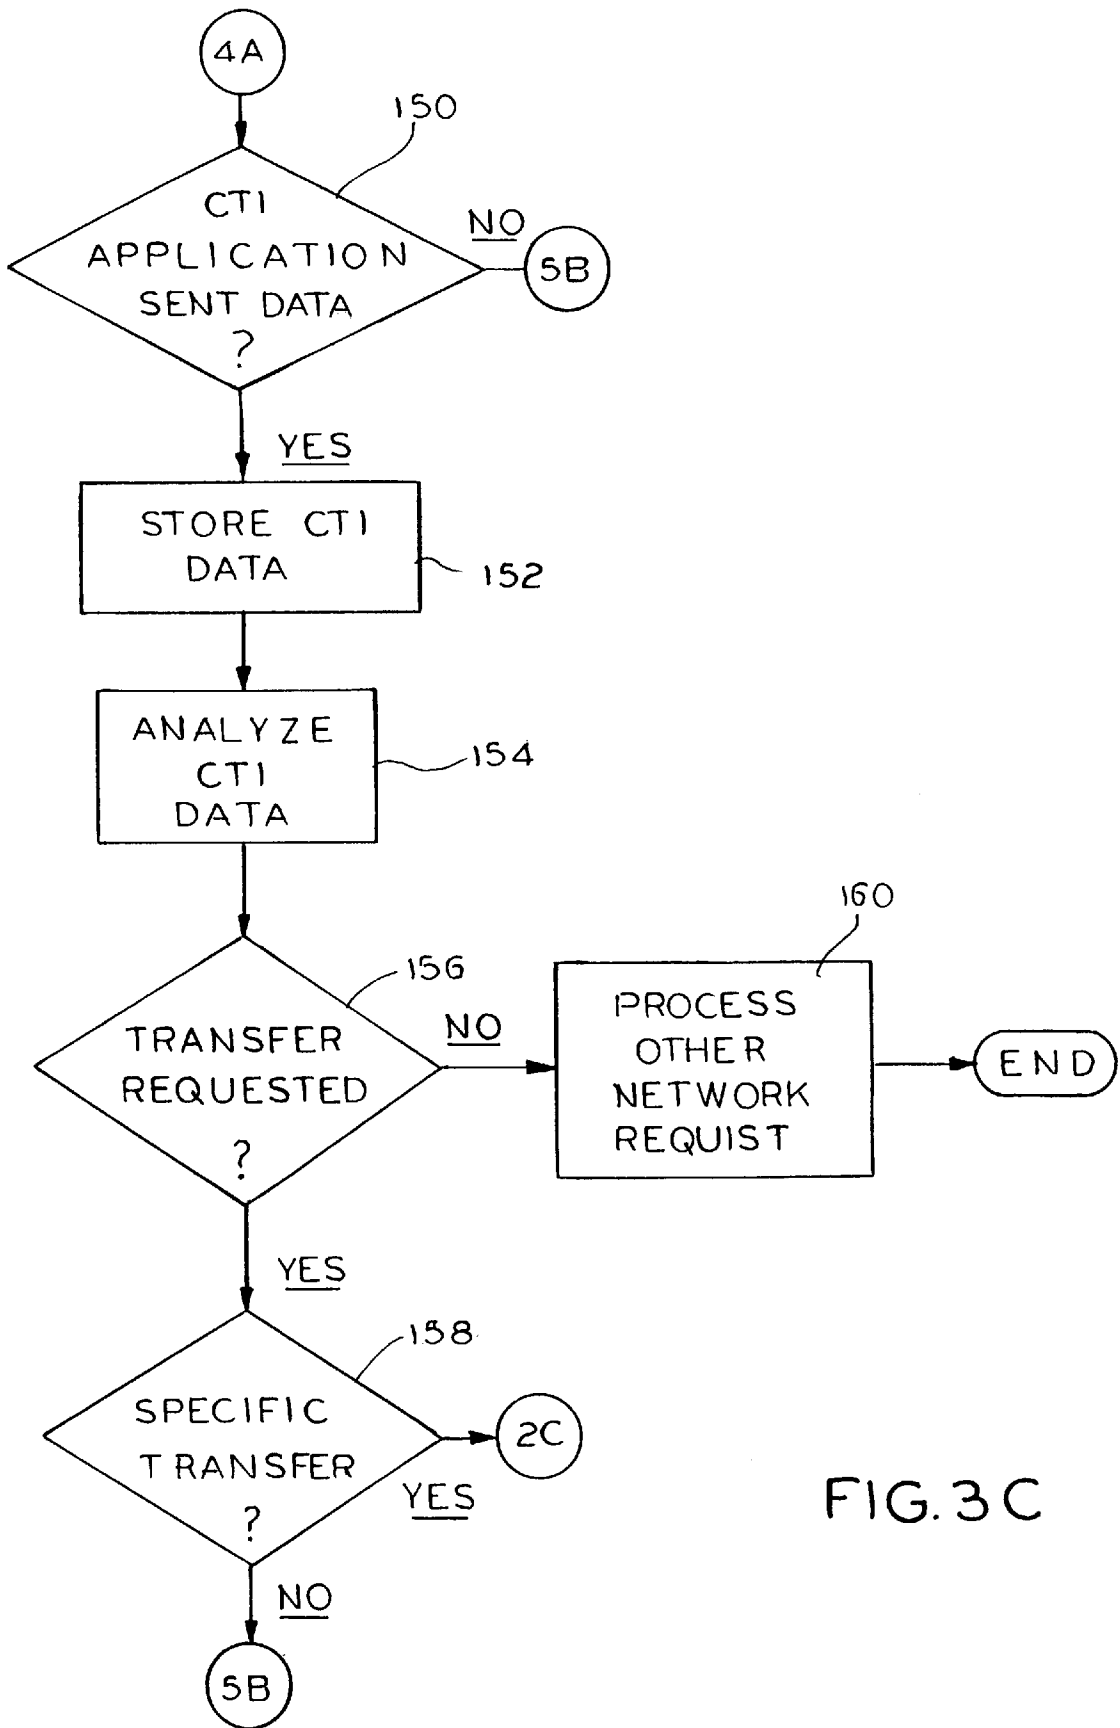 4A
150
CTI
APPLICATION
SENT DATA
?
NO
5B
YES
STORE CTI
DATA
152
ANALYZE
CTI
DATA
154
156
TRANSFER
REQUESTED
?
NO
160
PROCESS
OTHER
NETWORK
REQUIST
END
YES
158
SPECIFIC
TRANSFER
?
2C
YES
NO
5B
FIG. 3C